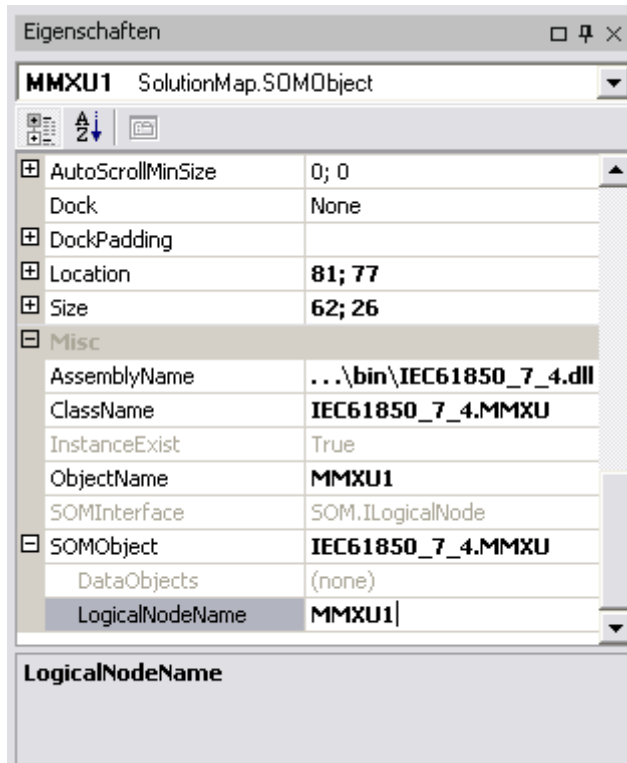 Eigenschaften
MMXU1 SolutionMap.SOMObject
AutoScrollMinSize 0; 0
Dock None
DockPadding
Location 81; 77
Size 62; 26
Misc
AssemblyName ...\bin\IEC61850_7_4.dll
ClassName IEC61850_7_4.MMXU
InstanceExist True
ObjectName MMXU1
SOMInterface SOM.ILogicalNode
SOMObject IEC61850_7_4.MMXU
DataObjects (none)
LogicalNodeName MMXU1
LogicalNodeName